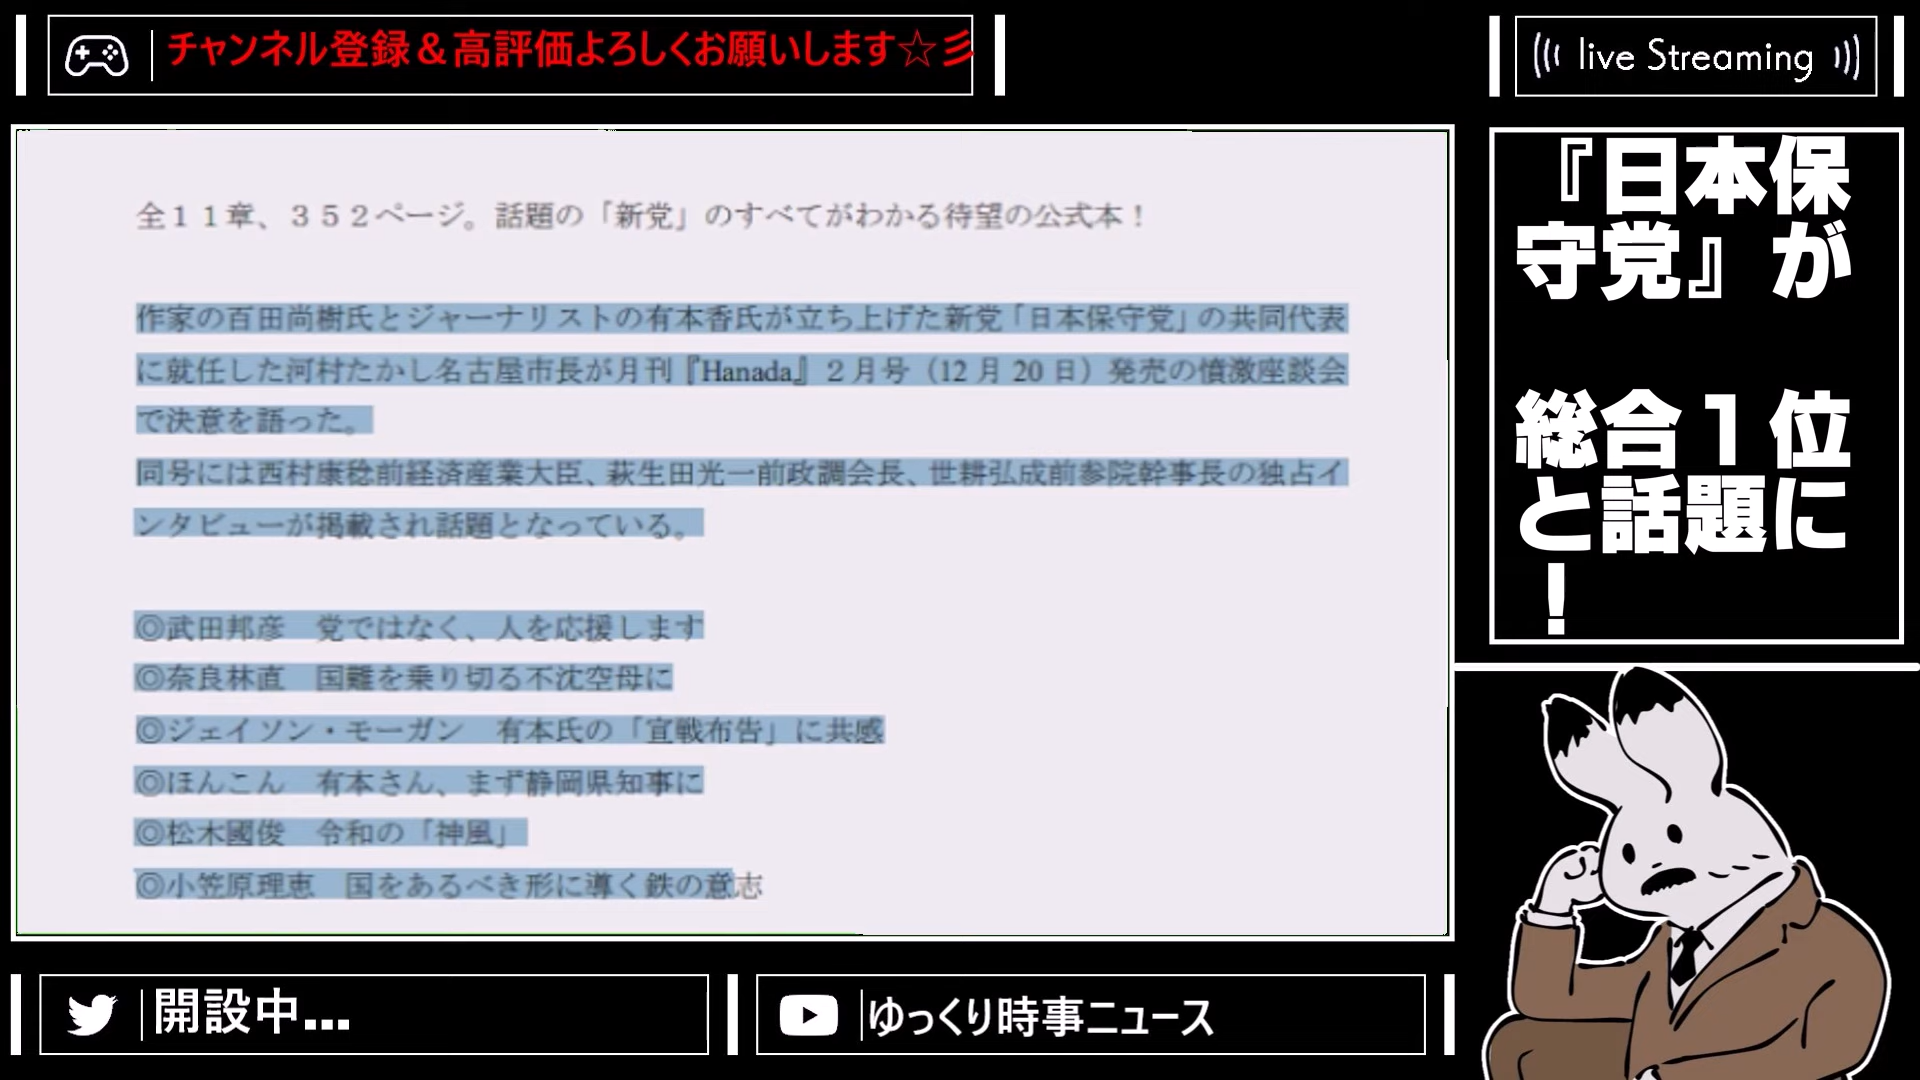 チャンネル登録＆高評価よろしくお願いします☆彡
live Streaming
全１１章、３５２ページ。話題の「新党」のすべてがわかる待望の公式本！
作家の百田尚樹氏とジャーナリストの有本香氏が立ち上げた新党「日本保守党」の共同代表
に就任した河村たかし名古屋市長が月刊『Hanada』２月号（12 月 20 日）発売の憤激座談会
で決意を語った。
同号には西村康稔前経済産業大臣、萩生田光一前政調会長、世耕弘成前参院幹事長の独占イ
ンタビューが掲載され話題となっている。
◎武田邦彦　党ではなく、人を応援します
◎奈良林直　国難を乗り切る不沈空母に
◎ジェイソン・モーガン　有本氏の「宣戦布告」に共感
◎ほんこん　有本さん、まず静岡県知事に
◎松木國俊　令和の「神風」
◎小笠原理恵　国をあるべき形に導く鉄の意志
『日本保
守党』が
総合１位
と話題に
！
開設中...
ゆっくり時事ニュース